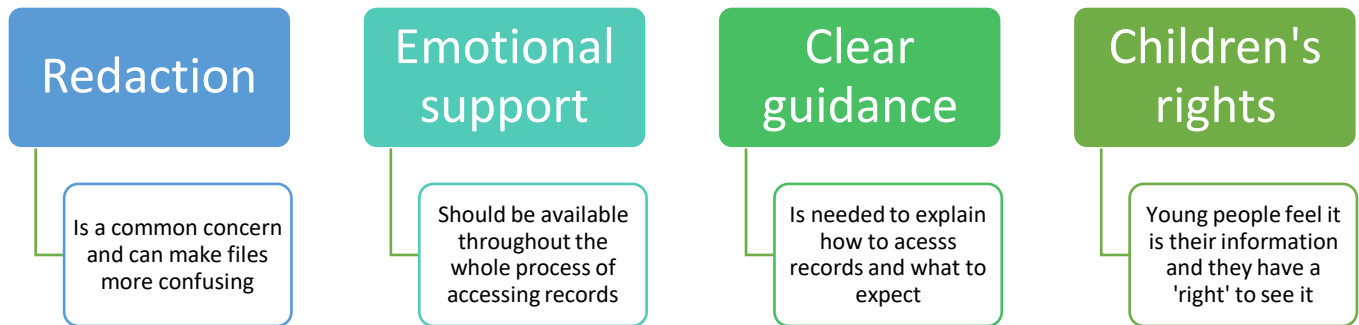 Redaction
Is a common concern
and can make files
more confusing
Emotional
support
Should be available
throughout the
whole process of
accessing records
Clear
guidance
Is needed to explain
how to acesss
records and what to
expect
Children's
rights
Young people feel it
is their information
and they have a
'right' to see it